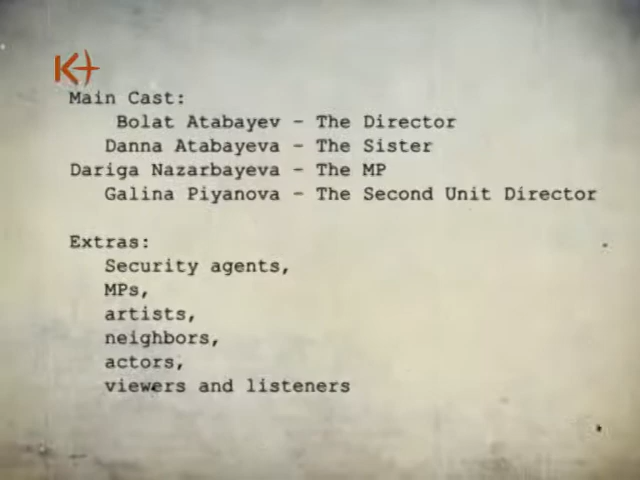 K+
Main Cast:
Bolat Atabayev - The Director
Danna Atabayeva - The Sister
Dariga Nazarbayeva - The MP
Galina Piyanova - The Second Unit Director
Extras:
Security agents,
MPs,
artists,
neighbors,
actors,
viewers and listeners